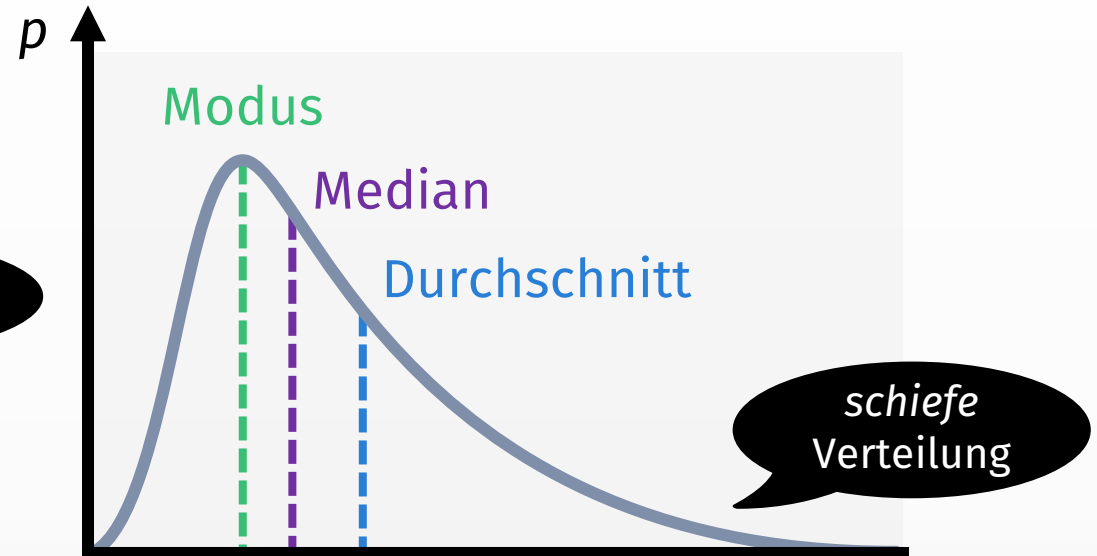 p
Modus
Median
Durchschnitt
schiefe
Verteilung